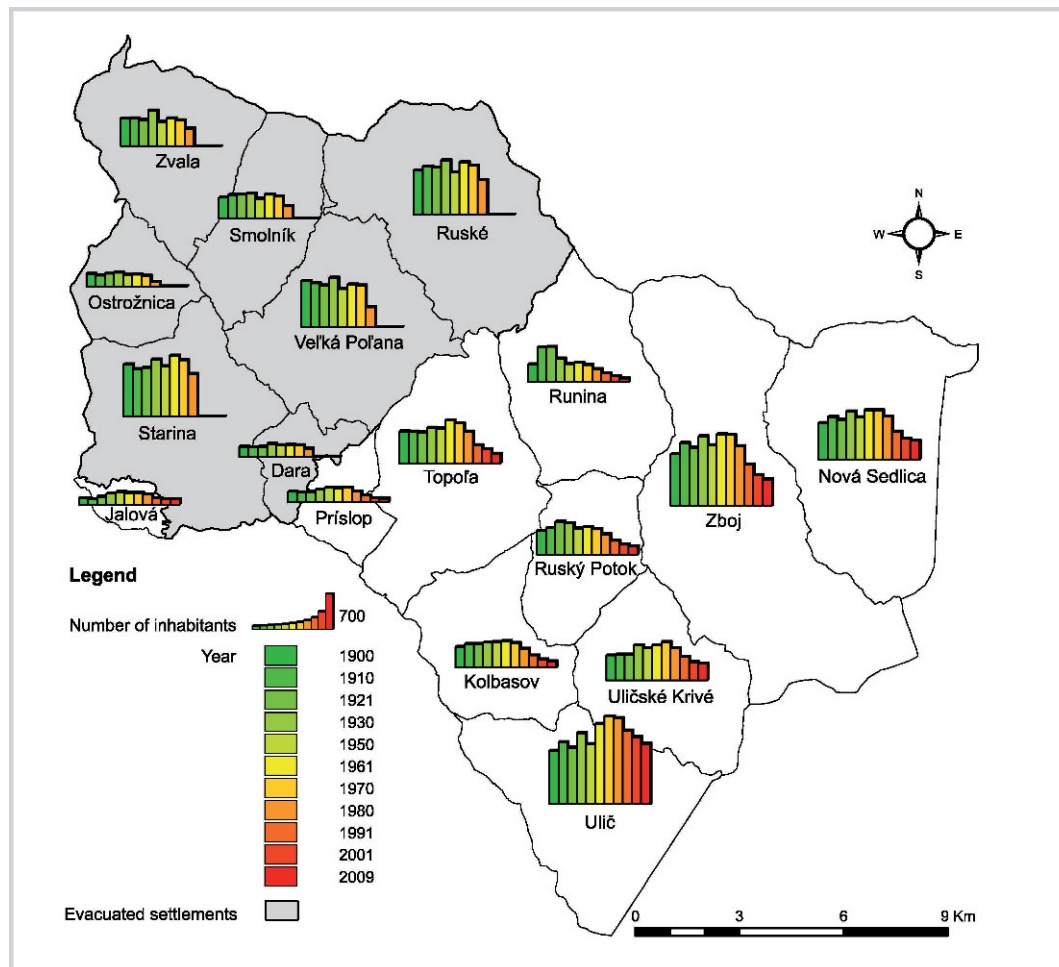 Zvala
Smolník
Ruské
N
W E
S
Ostrožnica
Veľká Poľana
Runina
Starina
Topoľa
Nová Sedlica
Dara
Zboj
Jalová
Príslop
Ruský Potok
Legend
Number of inhabitants 700
Kolbasov
Uličské Krivé
Year 1900
1910
1921
1930
1950
1961
1970
1980
1991
2001
2009
Ulič
Evacuated settlements
0 3 6 9 Km